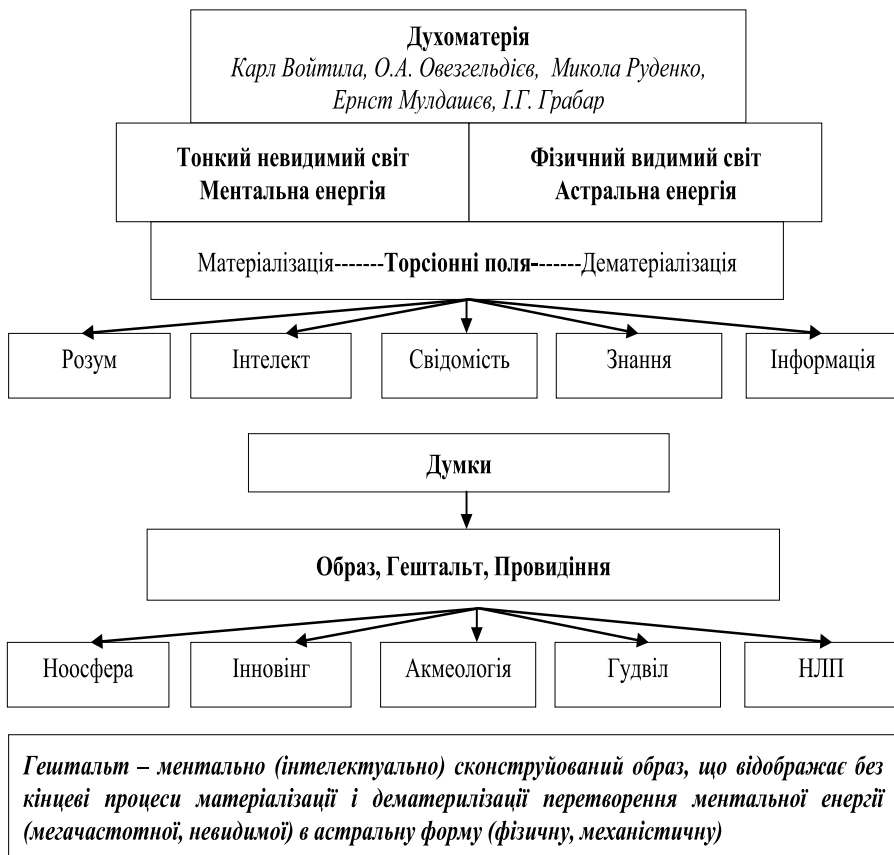 Духоматерія
Карл Войтила, О.А. Овезгельдієв, Микола Руденко,
Ернст Мулдашєв, І.Г. Грабар
Тонкий невидимий світ
Ментальна енергія
Фізичний видимий світ
Астральна енергія
Матеріалізація-------Торсіонні поля-------Дематеріалізація
Розум
Інтелект
Свідомість
Знання
Інформація
Думки
Образ, Гештальт, Провидіння
Ноосфера
Інновінг
Акмеологія
Гудвіл
НЛП
Гештальт – ментально (інтелектуально) сконструйований образ, що відображає без
кінцеві процеси матеріалізації і дематерилізації перетворення ментальної енергії
(мегачастотної, невидимої) в астральну форму (фізичну, механістичну)